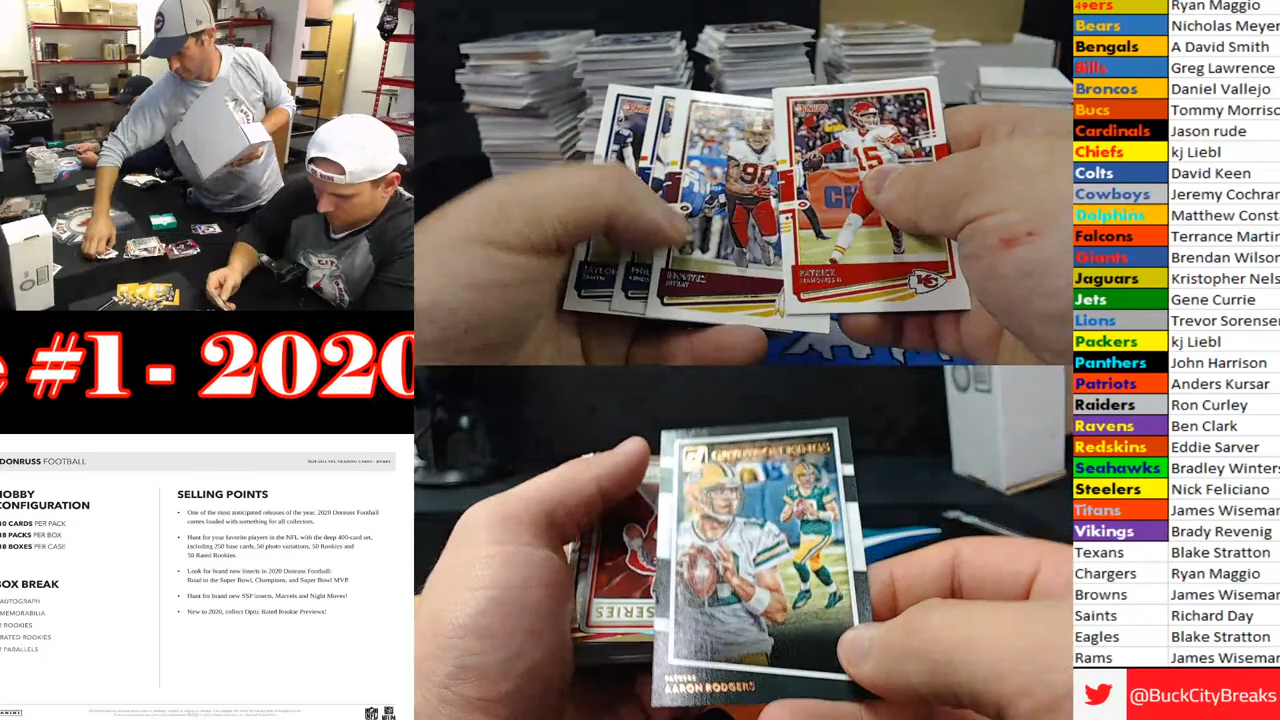 #1 - 2020
DONRUSS FOOTBALL
HOBBY
CONFIGURATION
10 CARDS PER PACK
18 PACKS PER BOX
18 BOXES PER CASE
BOX BREAK
AUTOGRAPH
MEMORABILIA
RATED ROOKIES
PARALLELS
SELLING POINTS
• One of the most anticipated releases of the year, 2020 Donruss Football
comes loaded with something for all collectors.
• Hunt for your favorite players in the NFL with the deep 400-card set,
including 250 base cards, 50 photo variations, 50 Rookies and
50 Rated Rookies.
• Look for brand new inserts in 2020 Donruss Football:
Road to the Super Bowl, Champions, and Super Bowl MVP.
• Hunt for brand new SSP inserts, Marvels and Night Moves!
• New to 2020, collect Optic Rated Rookie Previews!
PANINI
DONRUSS
15
PATRICK
MAHOMES II
90
SERIES
PACKERS
AARON RODGERS
49ers Ryan Maggio
Bears Nicholas Meyer
Bengals A David Smith
Bills Greg Lawrence
Broncos Daniel Vallejo
Bucs Tommy Morriso
Cardinals Jason rude
Chiefs kj Liebl
Colts David Keen
Cowboys Jeremy Cochra
Dolphins Matthew Const
Falcons Terrance Martin
Giants Brendan Wilson
Jaguars Kristopher Nels
Jets Gene Currie
Lions Trevor Sorensen
Packers kj Liebl
Panthers John Harrison
Patriots Anders Kursar
Raiders Ron Curley
Ravens Ben Clark
Redskins Eddie Sarver
Seahawks Bradley Winters
Steelers Nick Feliciano
Titans James Wiseman
Vikings Brady Revenig
Texans Blake Stratton
Chargers Ryan Maggio
Browns James Wiseman
Saints Richard Day
Eagles Blake Stratton
Rams James Wiseman
@BuckCityBreaks